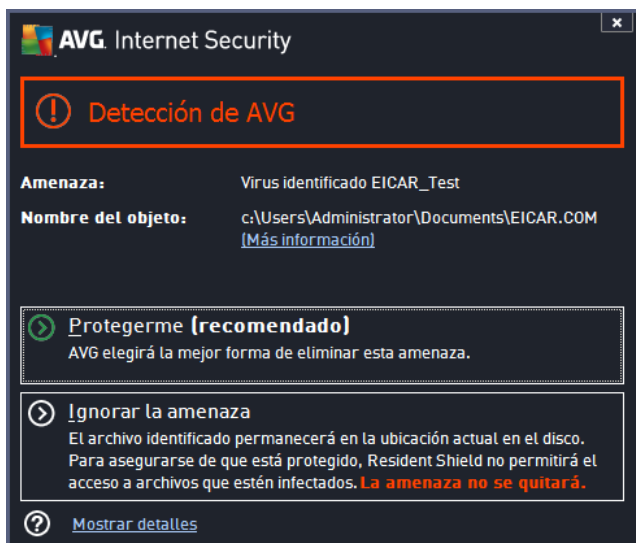 AVG. Internet Security
Detección de AVG
Amenaza: Virus identificado EICAR_Test
Nombre del objeto: c:\Users\Administrator\Documents\EICAR.COM
(Más información)
Protegerme (recomendado)
AVG elegirá la mejor forma de eliminar esta amenaza.
Ignorar la amenaza
El archivo identificado permanecerá en la ubicación actual en el disco.
Para asegurarse de que está protegido, Resident Shield no permitirá el
acceso a archivos que estén infectados. La amenaza no se quitará.
Mostrar detalles